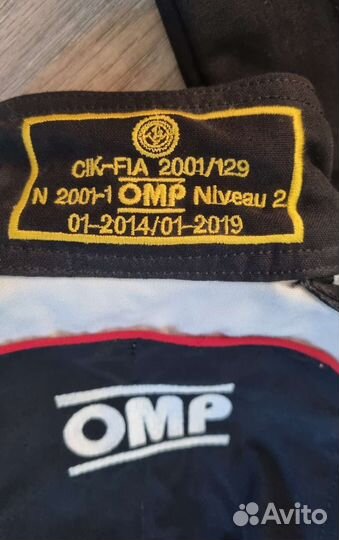 CIK-FIA 2001/129
N 2001-1 OMP Niveau 2
01-2014/01-2019
OMP
Avito